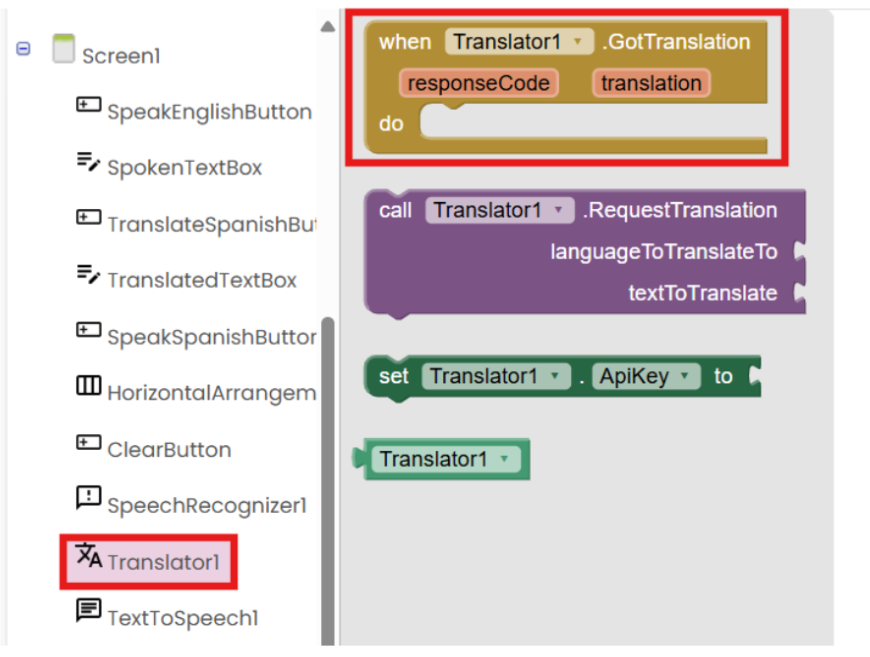 Screen1
SpeakEnglishButton
SpokenTextBox
TranslateSpanishBu
TranslatedTextBox
SpeakSpanishButtor
HorizontalArrangem
ClearButton
SpeechRecognizer1
Translator1
TextToSpeech1
when Translator1 .GotTranslation
responseCode translation
do
call Translator1 .RequestTranslation
languageToTranslateTo
textToTranslate
set Translator1 . ApiKey to
Translator1